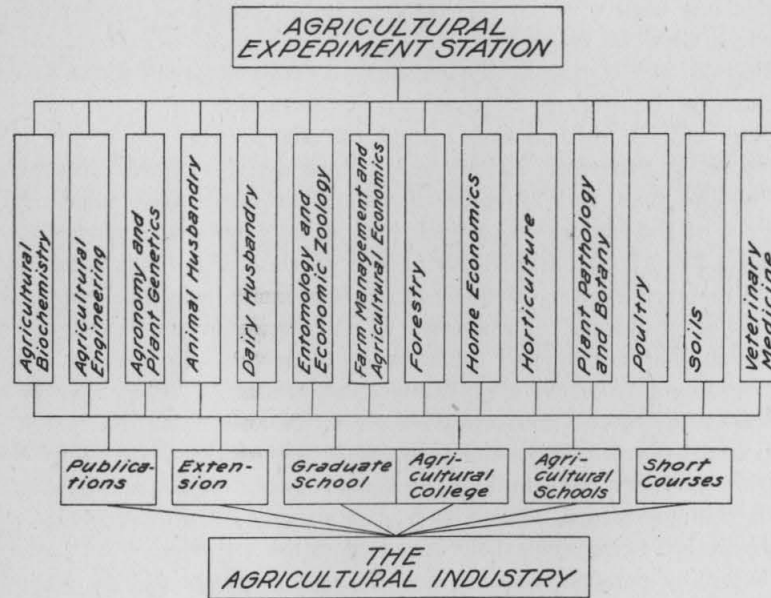 AGRICULTURAL
EXPERIMENT STATION
Agricultural
Biochemistry
Agricultural
Engineering
Agronomy and
Plant Genetics
Animal Husbandry
Dairy Husbandry
Entomology and
Economic Zoology
Farm Management and
Agricultural Economics
Forestry
Home Economics
Horticulture
Plant Pathology
and Botany
Poultry
Soils
Veterinary
Medicine
Publica-
tions
Exten-
sion
Graduate
School
Agri-
cultural
College
Agri-
cultural
Schools
Short
Courses
THE
AGRICULTURAL INDUSTRY